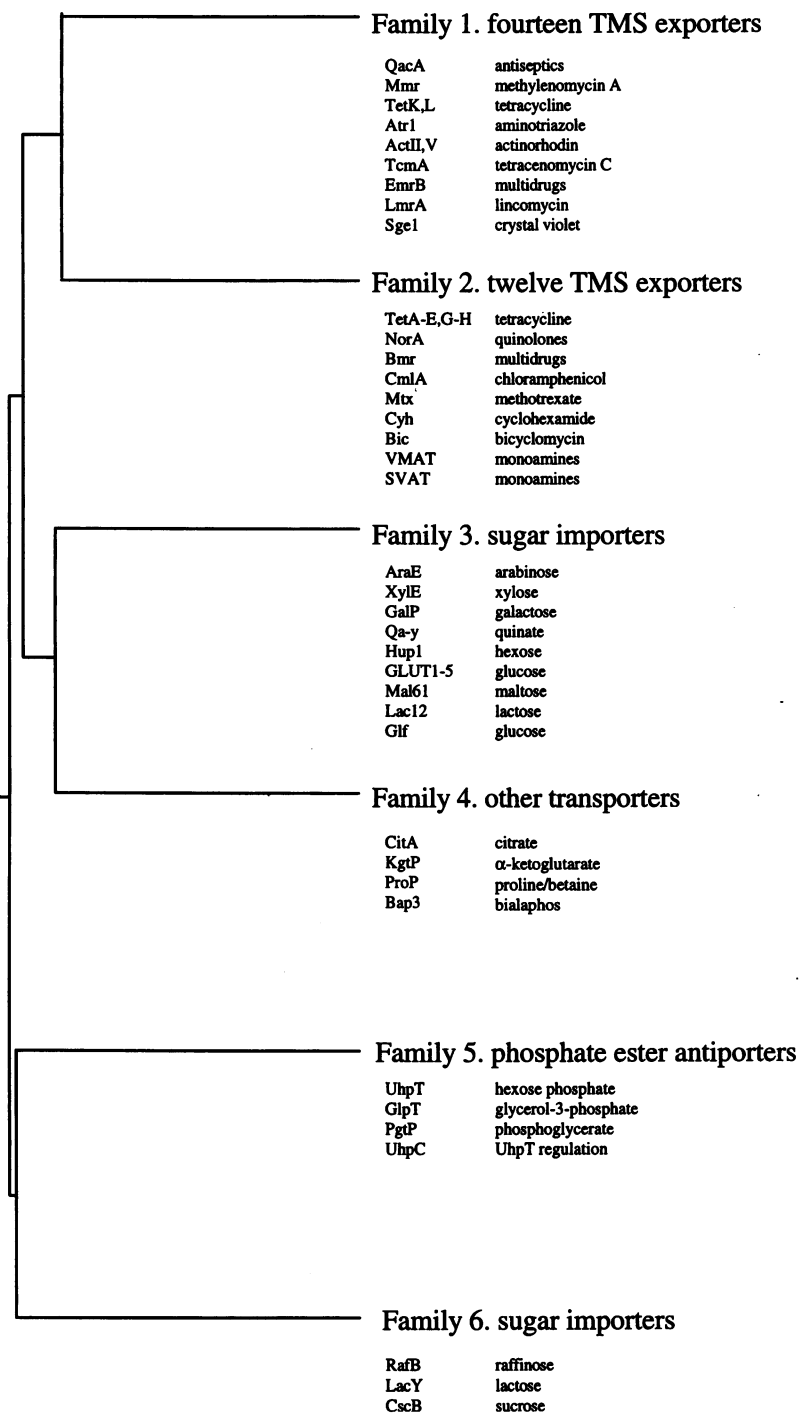 Family 1. fourteen TMS exporters
QacA antiseptics
Mmr methylenomycin A
TetK,L tetracycline
Atr1 aminotriazole
ActII,V actinorhodin
TcmA tetracenomycin C
EmrB multidrugs
LmrA lincomycin
Sge1 crystal violet
Family 2. twelve TMS exporters
TetA-E,G-H tetracycline
NorA quinolones
Bmr multidrugs
CmlA chloramphenicol
Mtx methotrexate
Cyh cyclohexamide
Bic bicyclomycin
VMAT monoamines
SVAT monoamines
Family 3. sugar importers
AraE arabinose
XylE xylose
GalP galactose
Qa-y quinate
Hup1 hexose
GLUT1-5 glucose
Mal61 maltose
Lac12 lactose
Glf glucose
Family 4. other transporters
CitA citrate
KgtP α-ketoglutarate
ProP proline/betaine
Bap3 bialaphos
Family 5. phosphate ester antiporters
UhpT hexose phosphate
GlpT glycerol-3-phosphate
PgtP phosphoglycerate
UhpC UhpT regulation
Family 6. sugar importers
RafB raffinose
LacY lactose
CscB sucrose